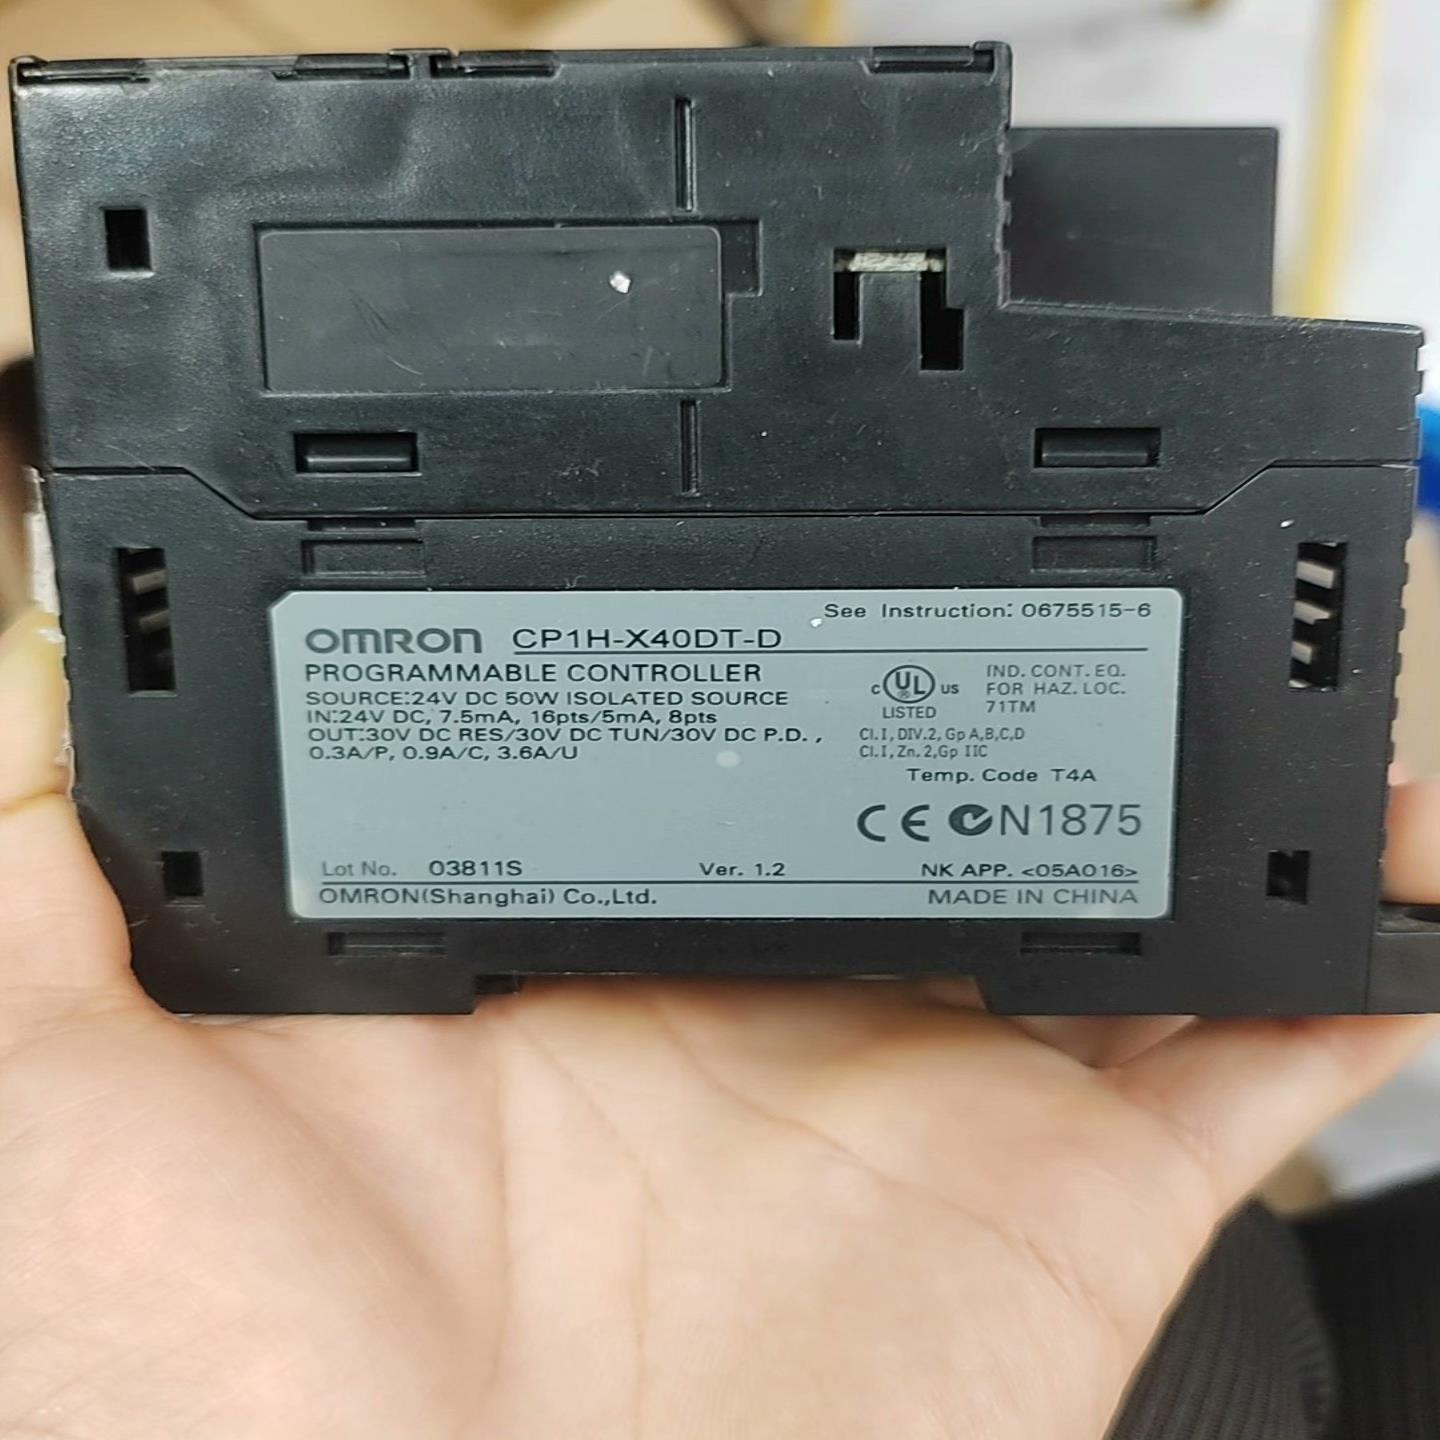 See Instruction: 0675515-6
OMRON CP1H-X40DT-D
PROGRAMMABLE CONTROLLER
SOURCE:24V DC 50W ISOLATED SOURCE
IN:24V DC, 7.5mA, 16pts/5mA, 8pts
OUT:30V DC RES/30V DC TUN/30V DC P.D. ,
0.3A/P, 0.9A/C, 3.6A/U
C UL US
LISTED
IND. CONT. EQ.
FOR HAZ. LOC.
71TM
Cl.I, DIV.2, Gp A,B,C,D
Cl.I, Zn. 2,Gp IIC
Temp. Code T4A
CE N1875
Lot No. 03811S Ver. 1.2 NK APP. <05A016>
OMRON(Shanghai) Co.,Ltd. MADE IN CHINA